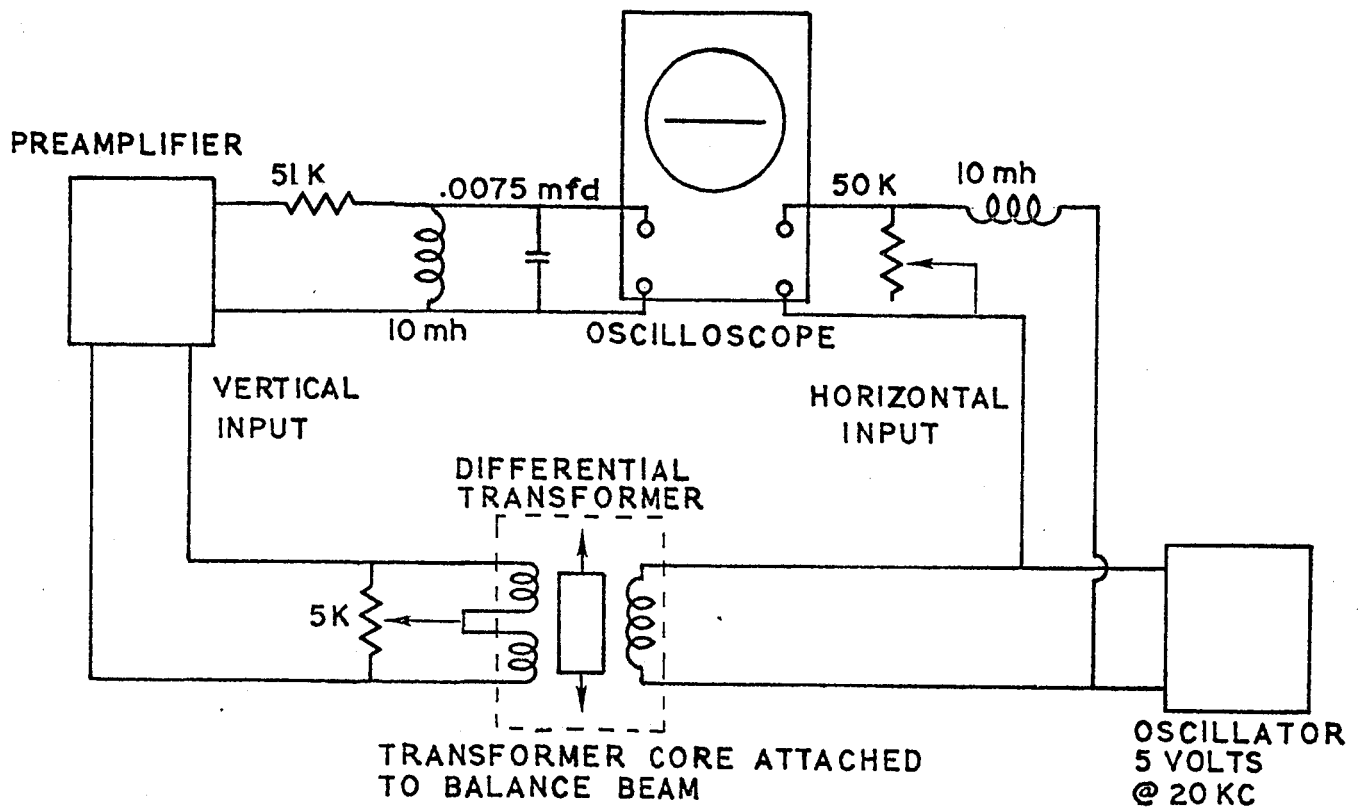 PREAMPLIFIER
51 K
.0075 mfd
50 K
10 mh
10 mh
OSCILLOSCOPE
VERTICAL
INPUT
HORIZONTAL
INPUT
DIFFERENTIAL
TRANSFORMER
5 K
TRANSFORMER CORE ATTACHED
TO BALANCE BEAM
OSCILLATOR
5 VOLTS
@ 20 KC